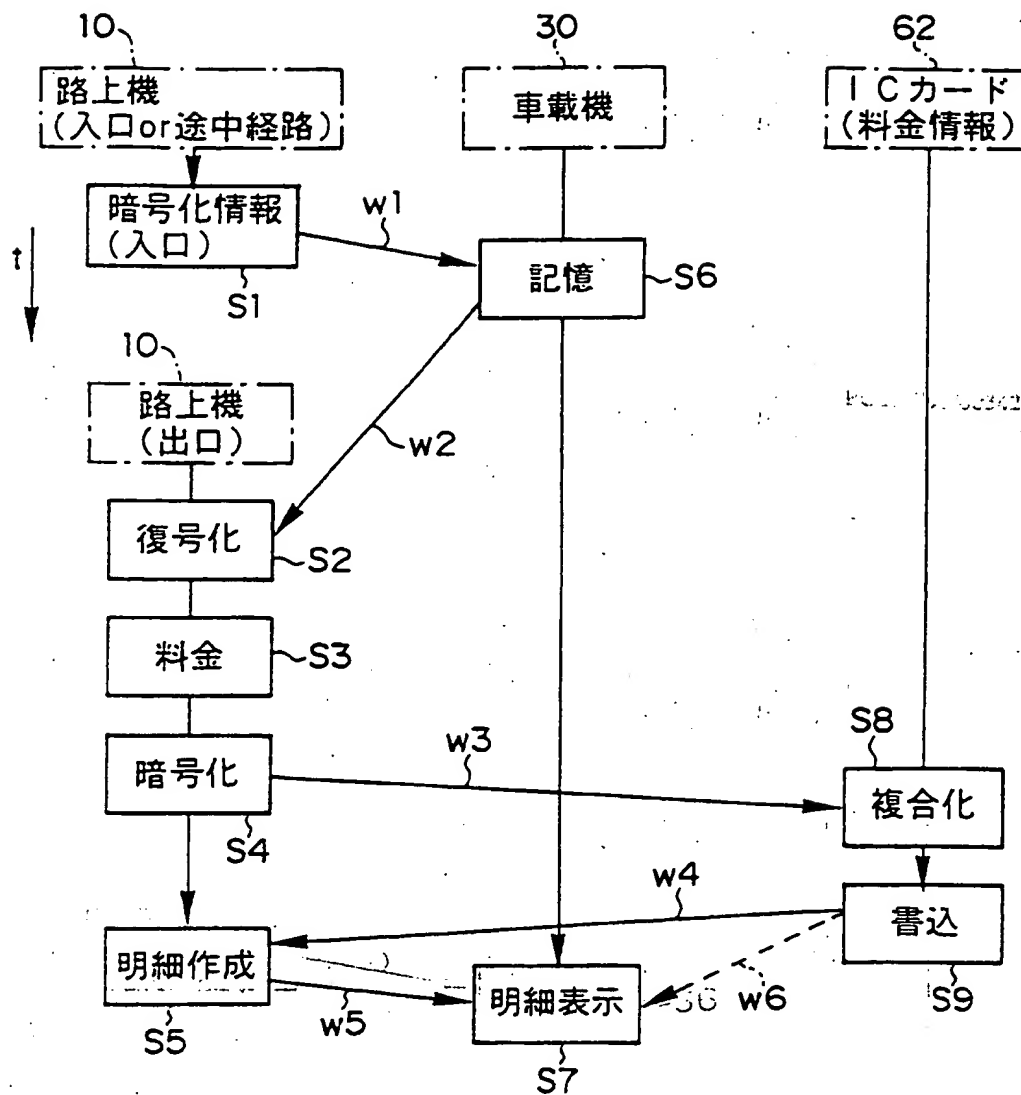 10
30
62
路上機
(入口or途中経路)
車載機
ICカード
(料金情報)
暗号化情報
(入口)
w1
t
S1
記憶
S6
10
路上機
(出口)
w2
復号化
S2
料金
S3
w3
S8
暗号化
複合化
S4
w4
書込
明細作成
明細表示
w6
S9
w5
S5
S7